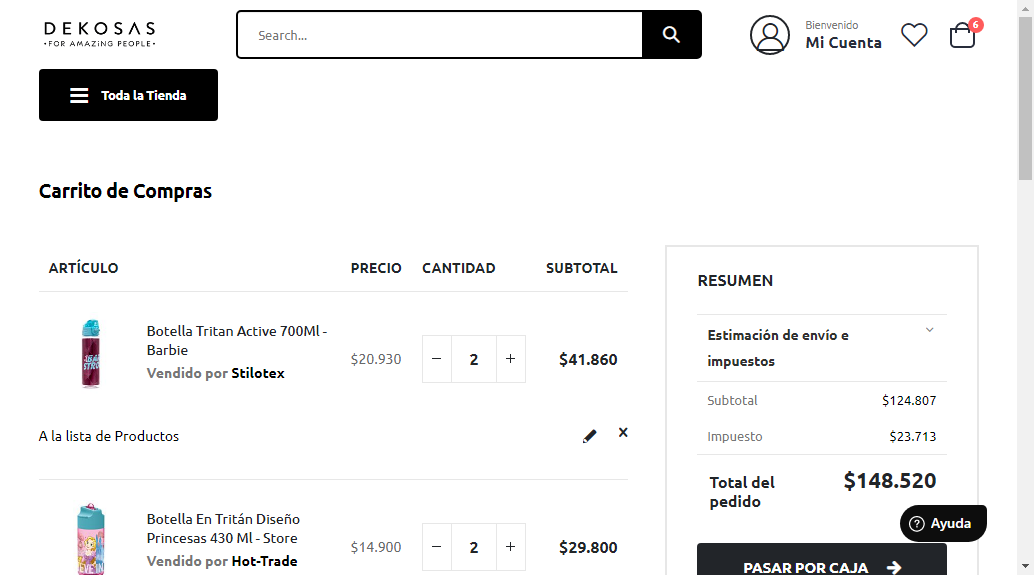 DEKOSAS
•FOR AMAZING PEOPLE•
Search...
Bienvenido
Mi Cuenta
6
Toda la Tienda
Carrito de Compras
ARTÍCULO PRECIO CANTIDAD SUBTOTAL
Botella Tritan Active 700Ml -
Barbie
Vendido por Stilotex
$20.930 − 2 + $41.860
A la lista de Productos
Botella En Tritán Diseño
Princesas 430 Ml - Store
Vendido por Hot-Trade
$14.900 − 2 + $29.800
RESUMEN
Estimación de envío e
impuestos
Subtotal $124.807
Impuesto $23.713
Total del
pedido
$148.520
Ayuda
PASAR POR CAJA